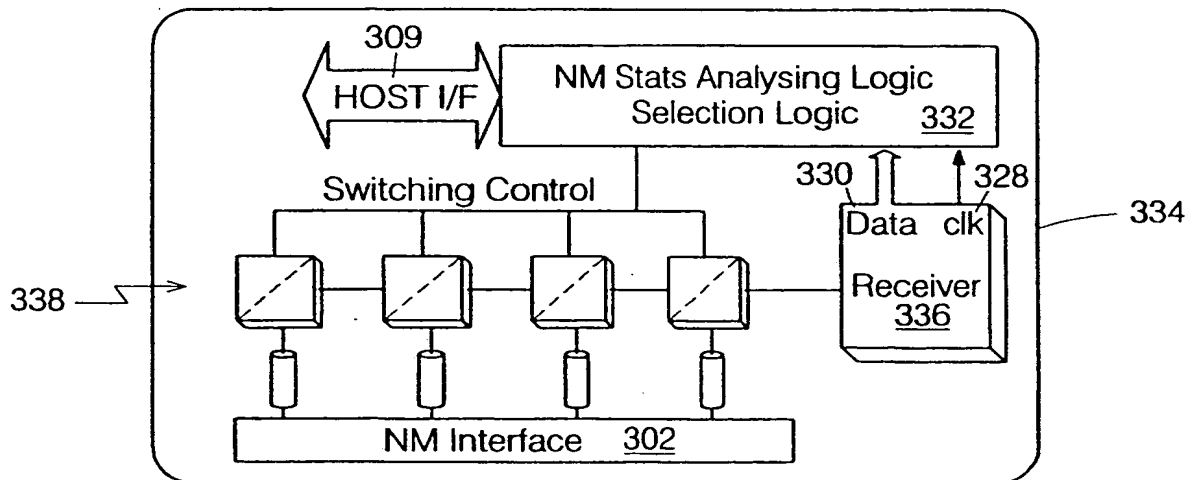 309
HOST I/F
NM Stats Analysing Logic
Selection Logic 332
Switching Control
330
328
Data clk
334
338
Receiver
336
NM Interface 302